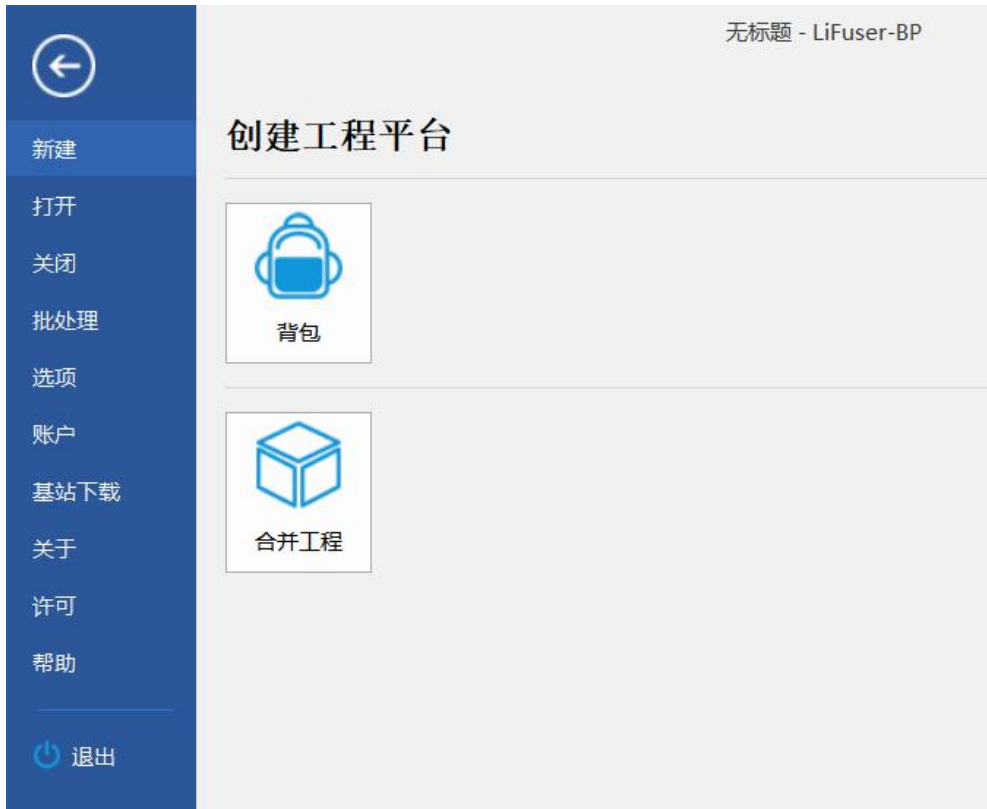 无标题 - LiFuser-BP
新建
打开
关闭
批处理
选项
账户
基站下载
关于
许可
帮助
退出
创建工程平台
背包
合并工程